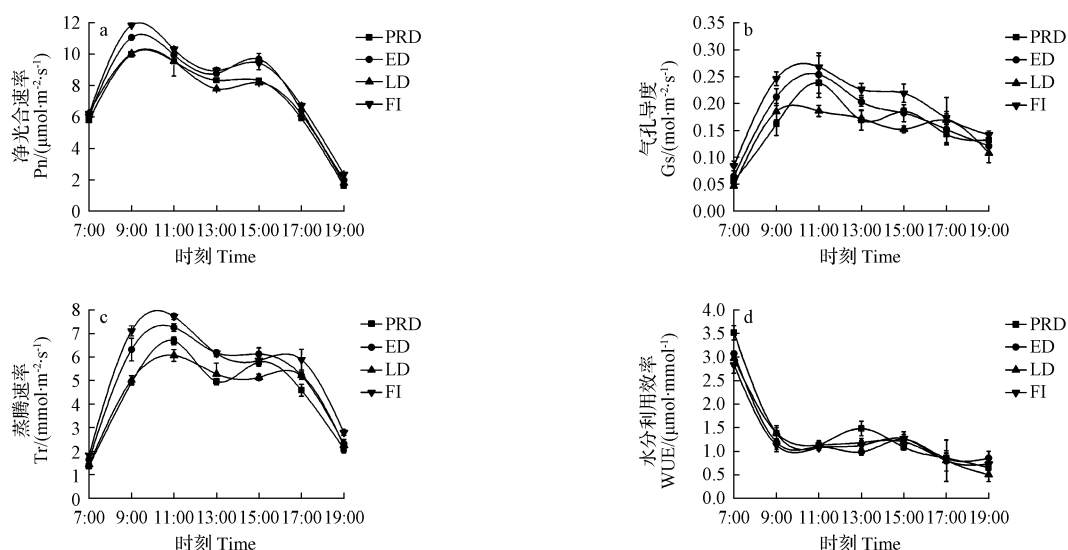 a
净光合速率
Pn/(μmol·m-2·s-1)
12
10
8
6
4
2
0
7:00 9:00 11:00 13:00 15:00 17:00 19:00
时刻 Time
PRD
ED
LD
FI
b
气孔导度
Gs/(mol·m-2·s-1)
0.35
0.30
0.25
0.20
0.15
0.10
0.05
0.00
7:00 9:00 11:00 13:00 15:00 17:00 19:00
时刻 Time
PRD
ED
LD
FI
c
蒸腾速率
Tr/(mmol·m-2·s-1)
8
7
6
5
4
3
2
1
0
7:00 9:00 11:00 13:00 15:00 17:00 19:00
时刻 Time
PRD
ED
LD
FI
d
水分利用效率
WUE/(μmol·mmol-1)
4.0
3.5
3.0
2.5
2.0
1.5
1.0
0.5
0.0
7:00 9:00 11:00 13:00 15:00 17:00 19:00
时刻 Time
PRD
ED
LD
FI